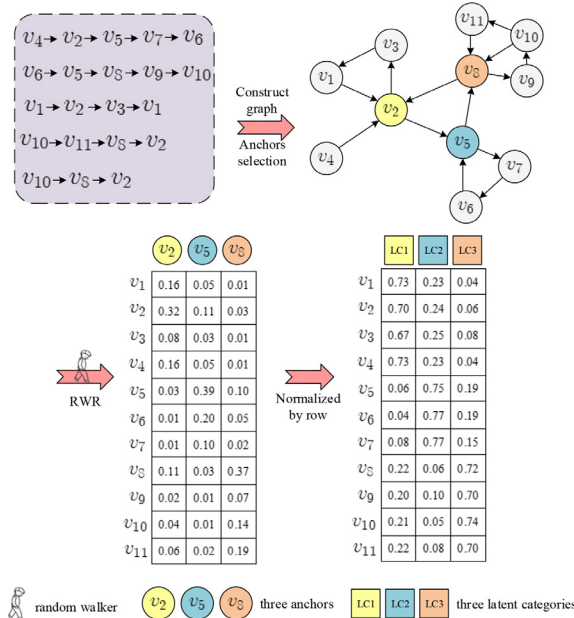 v4→v2→v5→v7→v6
v6→v5→v8→v9→v10
v1→v2→v3→v1
v10→v11→v8→v2
v10→v8→v2
Construct
graph
Anchors
selection
v11
v10
v3
v8
v1
v9
v2
v5
v4
v7
v6
v2 v5 v8
v1 0.16 0.05 0.01
v2 0.32 0.11 0.03
v3 0.08 0.03 0.01
v4 0.16 0.05 0.01
v5 0.03 0.39 0.10
v6 0.01 0.20 0.05
v7 0.01 0.10 0.02
v8 0.11 0.03 0.37
v9 0.02 0.01 0.07
v10 0.04 0.01 0.14
v11 0.06 0.02 0.19
RWR
Normalized
by row
LC1 LC2 LC3
v1 0.73 0.23 0.04
v2 0.70 0.24 0.06
v3 0.67 0.25 0.08
v4 0.73 0.23 0.04
v5 0.06 0.75 0.19
v6 0.04 0.77 0.19
v7 0.08 0.77 0.15
v8 0.22 0.06 0.72
v9 0.20 0.10 0.70
v10 0.21 0.05 0.74
v11 0.22 0.08 0.70
random walker v2 v5 v8 three anchors LC1 LC2 LC3 three latent categories